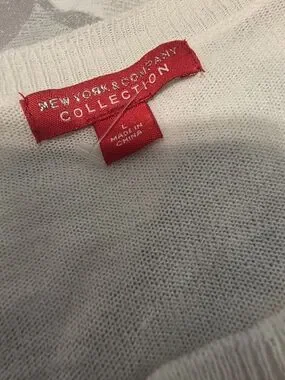 NEW YORK & COMPANY
COLLECTION
L
MADE IN
CHINA